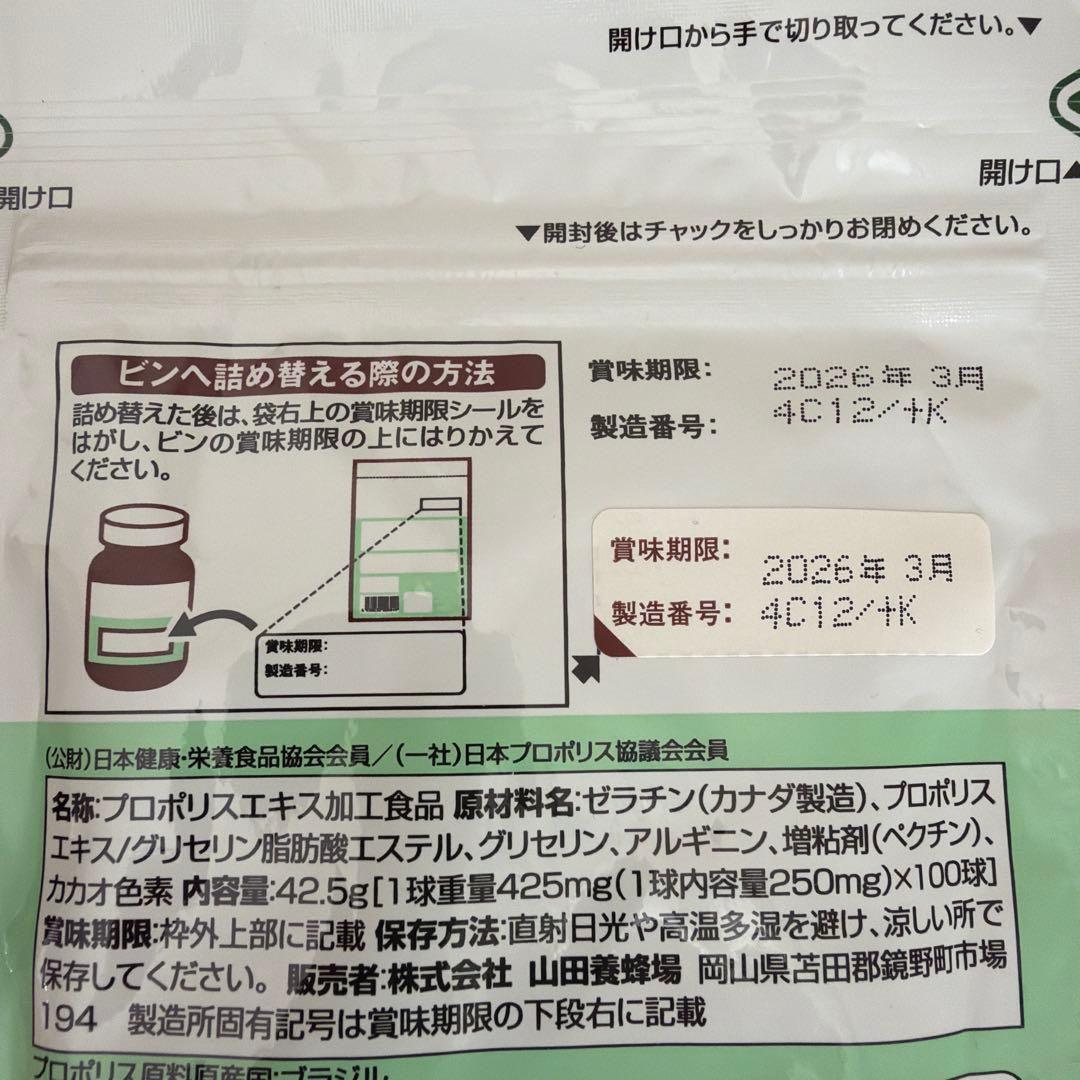 開け口から手で切り取ってください。▼
開け口▲
開け口
▼開封後はチャックをしっかりお閉めください。
ビンへ詰め替える際の方法
詰め替えた後は、袋右上の賞味期限シールを
はがし、ビンの賞味期限の上にはりかえて
ください。
賞味期限:
製造番号:
賞味期限: 2026年 3月
製造番号: 4C12/+K
賞味期限: 2026年 3月
製造番号: 4C12/+K
(公財)日本健康・栄養食品協会会員/(一社)日本プロポリス協議会会員
名称:プロポリスエキス加工食品 原材料名:ゼラチン(カナダ製造)、プロポリス
エキス/グリセリン脂肪酸エステル、グリセリン、アルギニン、増粘剤(ペクチン)、
カカオ色素 内容量:42.5g[1球重量425mg(1球内容量250mg)×100球]
賞味期限:枠外上部に記載 保存方法:直射日光や高温多湿を避け、涼しい所で
保存してください。 販売者:株式会社 山田養蜂場 岡山県苫田郡鏡野町市場
194 製造所固有記号は賞味期限の下段右に記載
プロポリス原料原産国:ブラジル